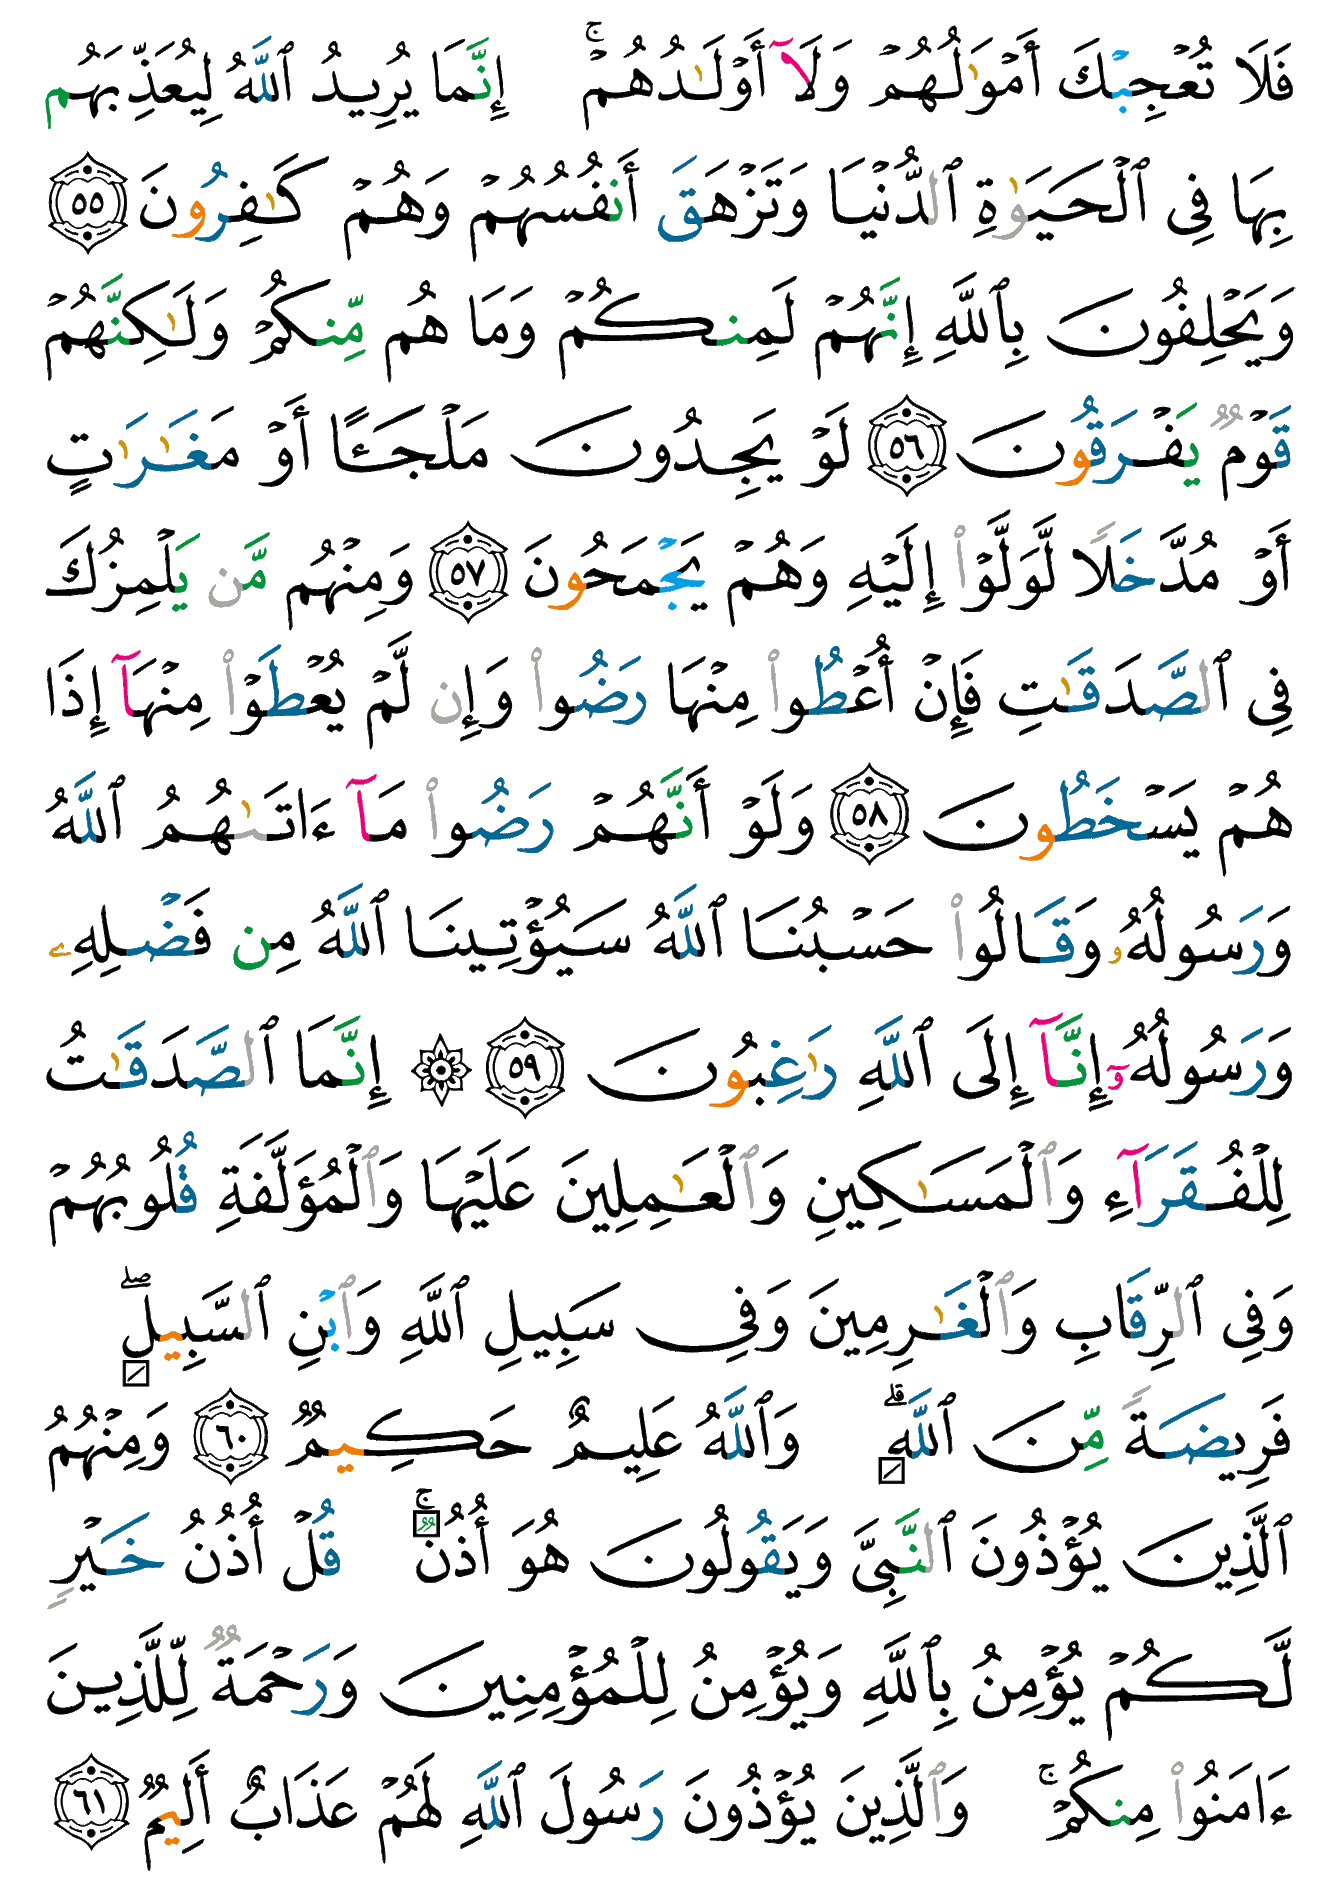 فَلَا تُعۡجِبۡكَ أَمۡوَٰلُهُمۡ وَلَآ أَوۡلَٰدُهُمۡۚ إِنَّمَا يُرِيدُ ٱللَّهُ لِيُعَذِّبَهُم
بِهَا فِي ٱلۡحَيَوٰةِ ٱلدُّنۡيَا وَتَزۡهَقَ أَنفُسُهُمۡ وَهُمۡ كَٰفِرُونَ ٥٥
وَيَحۡلِفُونَ بِٱللَّهِ إِنَّهُمۡ لَمِنكُمۡ وَمَا هُم مِّنكُمۡ وَلَٰكِنَّهُمۡ
قَوۡمٞ يَفۡرَقُونَ ٥٦ لَوۡ يَجِدُونَ مَلۡجَـًٔا أَوۡ مَغَٰرَٰتٍ
أَوۡ مُدَّخَلٗا لَّوَلَّوۡاْ إِلَيۡهِ وَهُمۡ يَجۡمَحُونَ ٥٧ وَمِنۡهُم مَّن يَلۡمِزُكَ
فِي ٱلصَّدَقَٰتِ فَإِنۡ أُعۡطُواْ مِنۡهَا رَضُواْ وَإِن لَّمۡ يُعۡطَوۡاْ مِنۡهَآ إِذَا
هُمۡ يَسۡخَطُونَ ٥٨ وَلَوۡ أَنَّهُمۡ رَضُواْ مَآ ءَاتَىٰهُمُ ٱللَّهُ
وَرَسُولُهُۥ وَقَالُواْ حَسۡبُنَا ٱللَّهُ سَيُؤۡتِينَا ٱللَّهُ مِن فَضۡلِهِۦ
وَرَسُولُهُۥٓ إِنَّآ إِلَى ٱللَّهِ رَٰغِبُونَ ٥٩ ۞ إِنَّمَا ٱلصَّدَقَٰتُ
لِلۡفُقَرَآءِ وَٱلۡمَسَٰكِينِ وَٱلۡعَٰمِلِينَ عَلَيۡهَا وَٱلۡمُؤَلَّفَةِ قُلُوبُهُمۡ
وَفِي ٱلرِّقَابِ وَٱلۡغَٰرِمِينَ وَفِي سَبِيلِ ٱللَّهِ وَٱبۡنِ ٱلسَّبِيلِۖ
فَرِيضَةٗ مِّنَ ٱللَّهِۗ وَٱللَّهُ عَلِيمٌ حَكِيمٞ ٦٠ وَمِنۡهُمُ
ٱلَّذِينَ يُؤۡذُونَ ٱلنَّبِيَّ وَيَقُولُونَ هُوَ أُذُنٞۚ قُلۡ أُذُنُ خَيۡرٖ
لَّكُمۡ يُؤۡمِنُ بِٱللَّهِ وَيُؤۡمِنُ لِلۡمُؤۡمِنِينَ وَرَحۡمَةٞ لِّلَّذِينَ
ءَامَنُواْ مِنكُمۡۚ وَٱلَّذِينَ يُؤۡذُونَ رَسُولَ ٱللَّهِ لَهُمۡ عَذَابٌ أَلِيمٞ ٦١